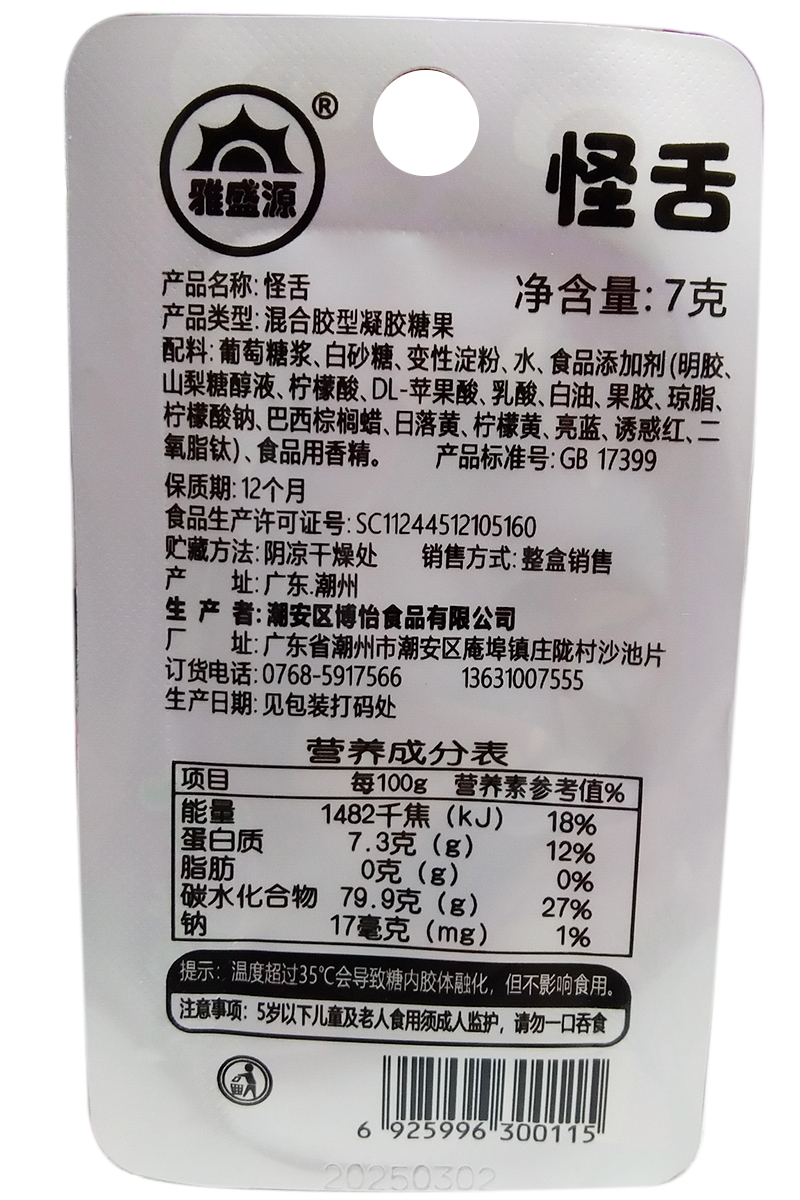 雅盛源®
怪舌
产品名称:怪舌
净含量:7克
产品类型:混合胶型凝胶糖果
配料:葡萄糖浆、白砂糖、变性淀粉、水、食品添加剂(明胶、
山梨糖醇液、柠檬酸、DL-苹果酸、乳酸、白油、果胶、琼脂、
柠檬酸钠、巴西棕榈蜡、日落黄、柠檬黄、亮蓝、诱惑红、二
氧脂钛)、食品用香精。 产品标准号:GB 17399
保质期:12个月
食品生产许可证号:SC11244512105160
贮藏方法:阴凉干燥处 销售方式:整盒销售
产 址:广东.潮州
生 产 者:潮安区博怡食品有限公司
厂 址:广东省潮州市潮安区庵埠镇庄陇村沙池片
订货电话:0768-5917566 13631007555
生产日期:见包装打码处
营养成分表
项目 每100g 营养素参考值%
能量 1482千焦(kJ) 18%
蛋白质 7.3克(g) 12%
脂肪 0克(g) 0%
碳水化合物 79.9克(g) 27%
钠 17毫克(mg) 1%
提示:温度超过35℃会导致糖内胶体融化,但不影响食用。
注意事项:5岁以下儿童及老人食用须成人监护,请勿一口吞食
6 925996 300115
20250302